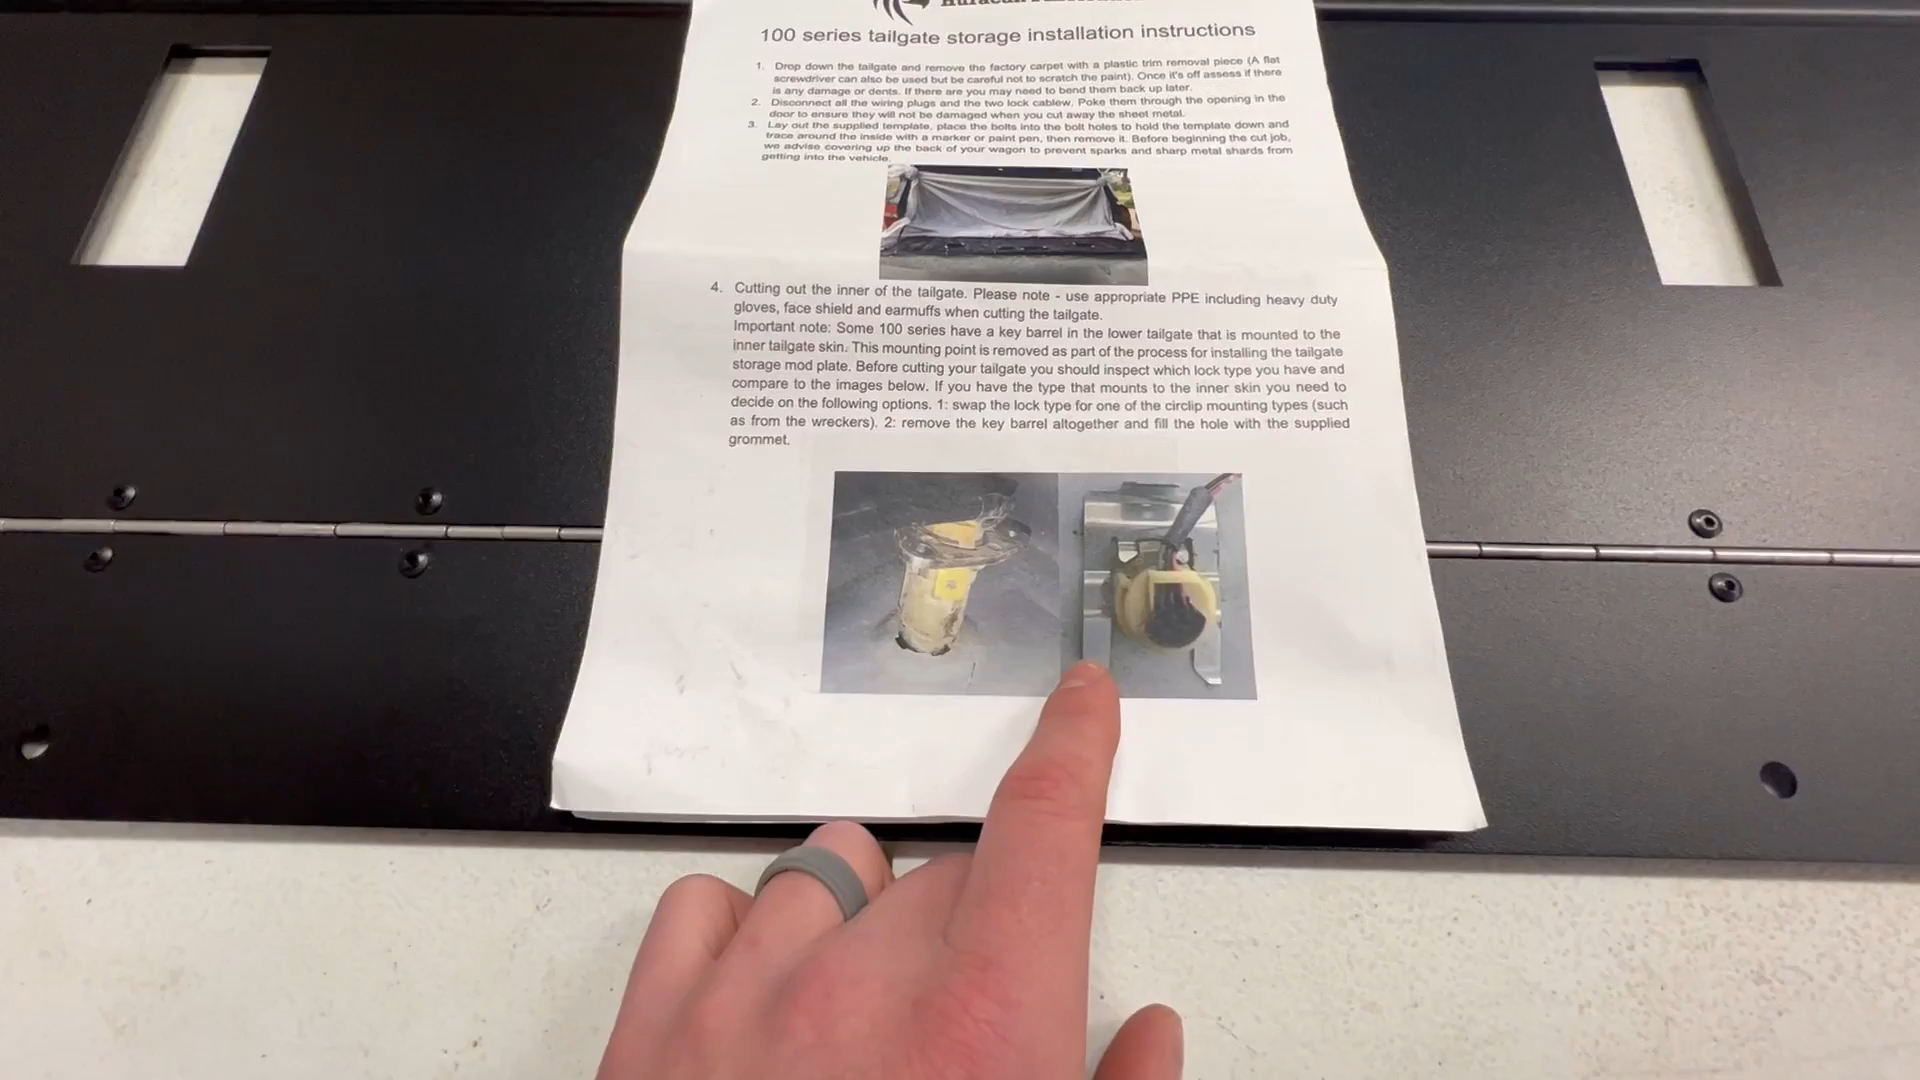 100 series tailgate storage installation instructions
1. Drop down the tailgate and remove the factory carpet with a plastic trim removal piece (A flat
screwdriver can also be used but be careful not to scratch the paint). Once it's off assess if there
is any damage or dents. If there are you may need to bend them back up later.
2. Disconnect all the wiring plugs and the two lock cablew. Poke them through the opening in the
door to ensure they will not be damaged when you cut away the sheet metal.
3. Lay out the supplied template, place the bolts into the bolt holes to hold the template down and
trace around the inside with a marker or paint pen, then remove it. Before beginning the cut job,
we advise covering up the back of your wagon to prevent sparks and sharp metal shards from
getting into the vehicle.
4. Cutting out the inner of the tailgate. Please note - use appropriate PPE including heavy duty
gloves, face shield and earmuffs when cutting the tailgate.
Important note: Some 100 series have a key barrel in the lower tailgate that is mounted to the
inner tailgate skin. This mounting point is removed as part of the process for installing the tailgate
storage mod plate. Before cutting your tailgate you should inspect which lock type you have and
compare to the images below. If you have the type that mounts to the inner skin you need to
decide on the following options. 1: swap the lock type for one of the circlip mounting types (such
as from the wreckers). 2: remove the key barrel altogether and fill the hole with the supplied
grommet.